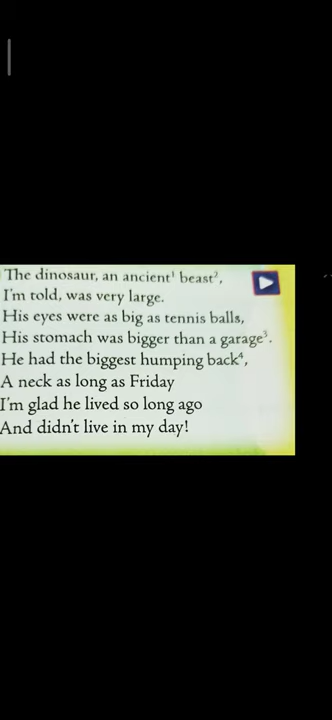 The dinosaur, an ancient¹ beast²,
I'm told, was very large.
His eyes were as big as tennis balls,
His stomach was bigger than a garage³.
He had the biggest humping back⁴,
A neck as long as Friday
I'm glad he lived so long ago
And didn't live in my day!